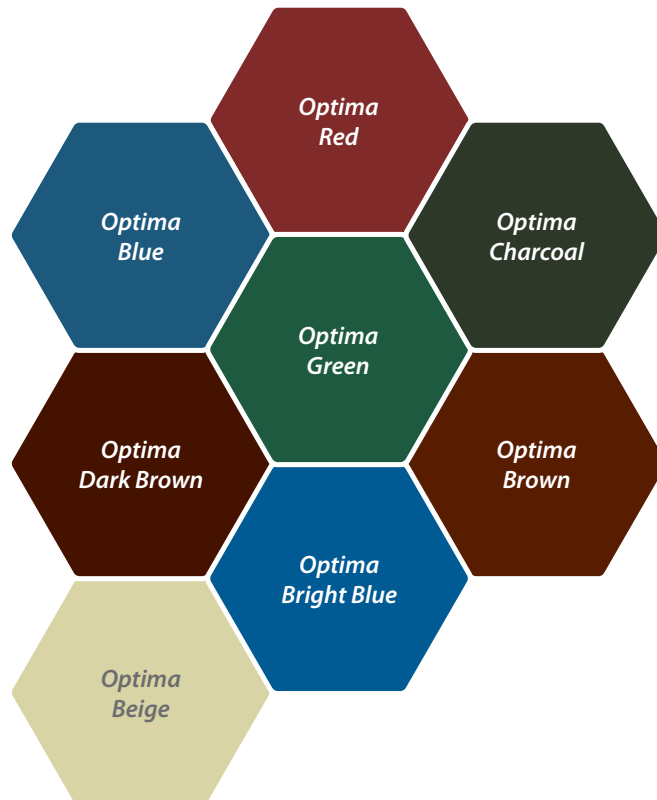 Optima
Red
Optima
Blue
Optima
Charcoal
Optima
Green
Optima
Dark Brown
Optima
Brown
Optima
Bright Blue
Optima
Beige